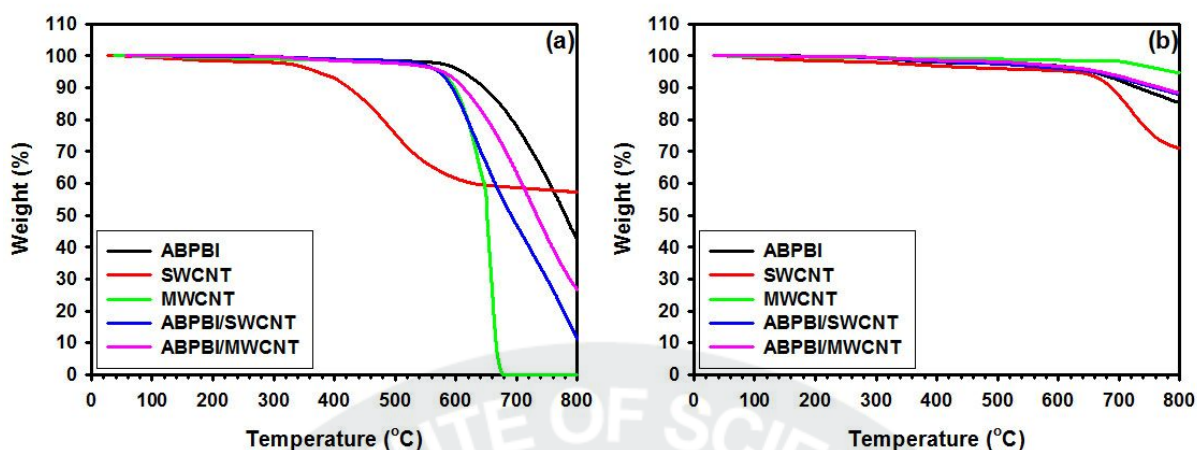 110
100
90
80
70
60
50
40
30
20
10
0
Weight (%)
(a)
ABPBI
SWCNT
MWCNT
ABPBI/SWCNT
ABPBI/MWCNT
0 100 200 300 400 500 600 700 800
Temperature (°C)
110
100
90
80
70
60
50
40
30
20
10
0
Weight (%)
(b)
ABPBI
SWCNT
MWCNT
ABPBI/SWCNT
ABPBI/MWCNT
0 100 200 300 400 500 600 700 800
Temperature (°C)
OF